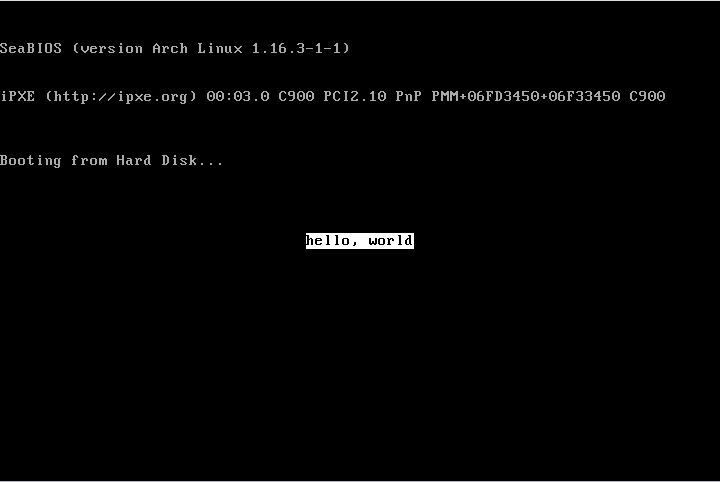 SeaBIOS (version Arch Linux 1.16.3-1-1)
iPXE (http://ipxe.org) 00:03.0 C900 PCI2.10 PnP PMM+06FD3450+06F33450 C900
Booting from Hard Disk...
hello, world